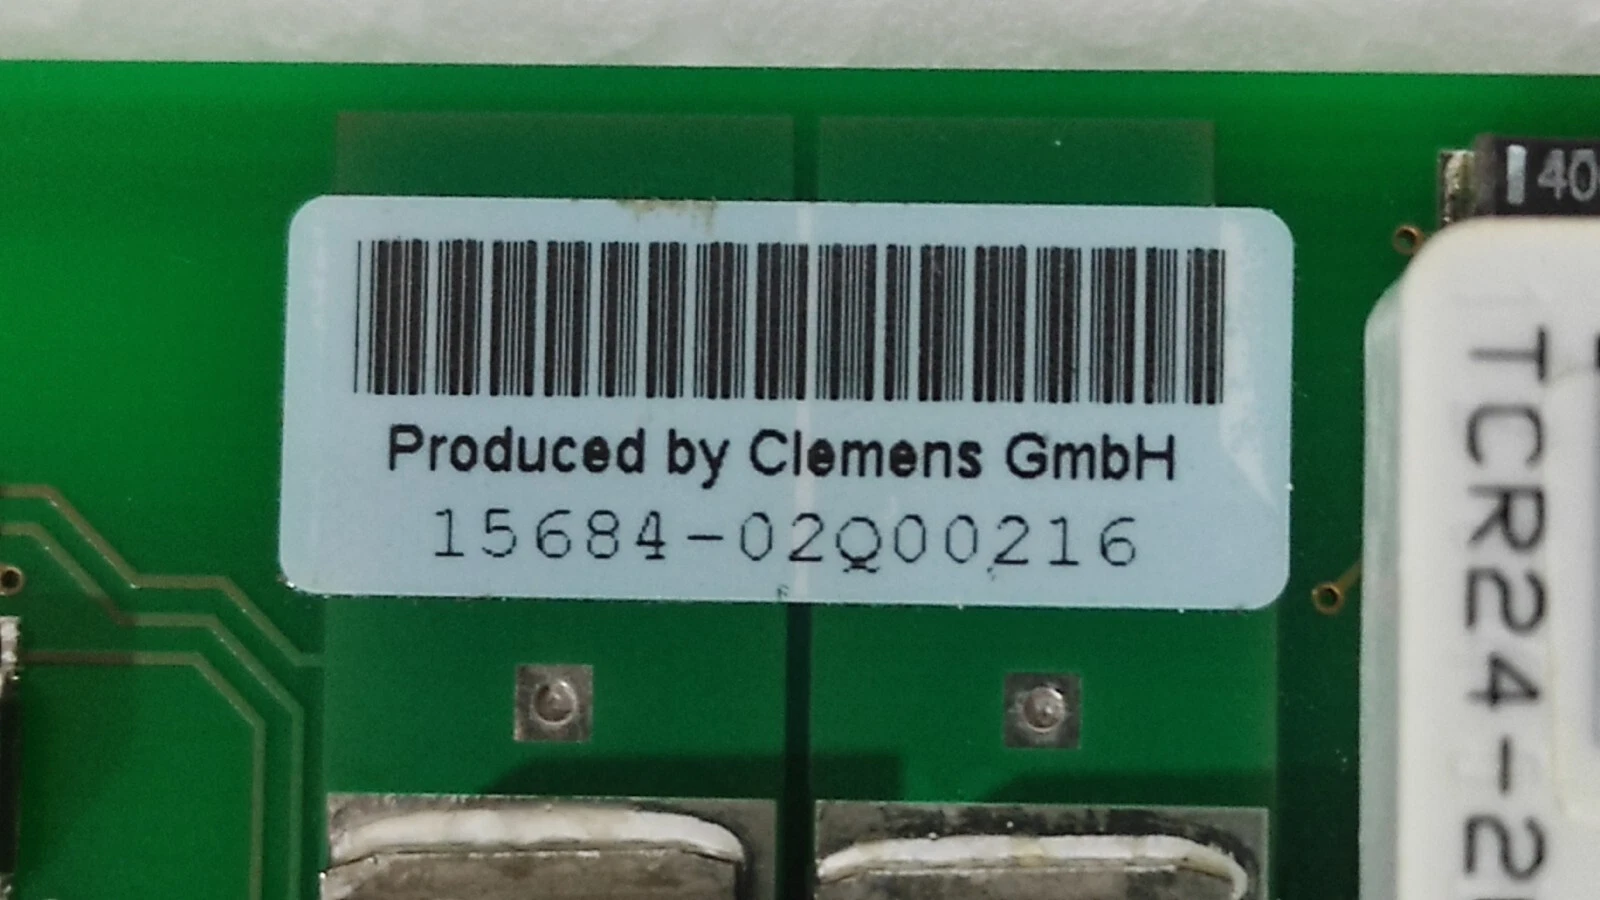 Produced by Clemens GmbH
15684-02Q00216
40
TCR24-2